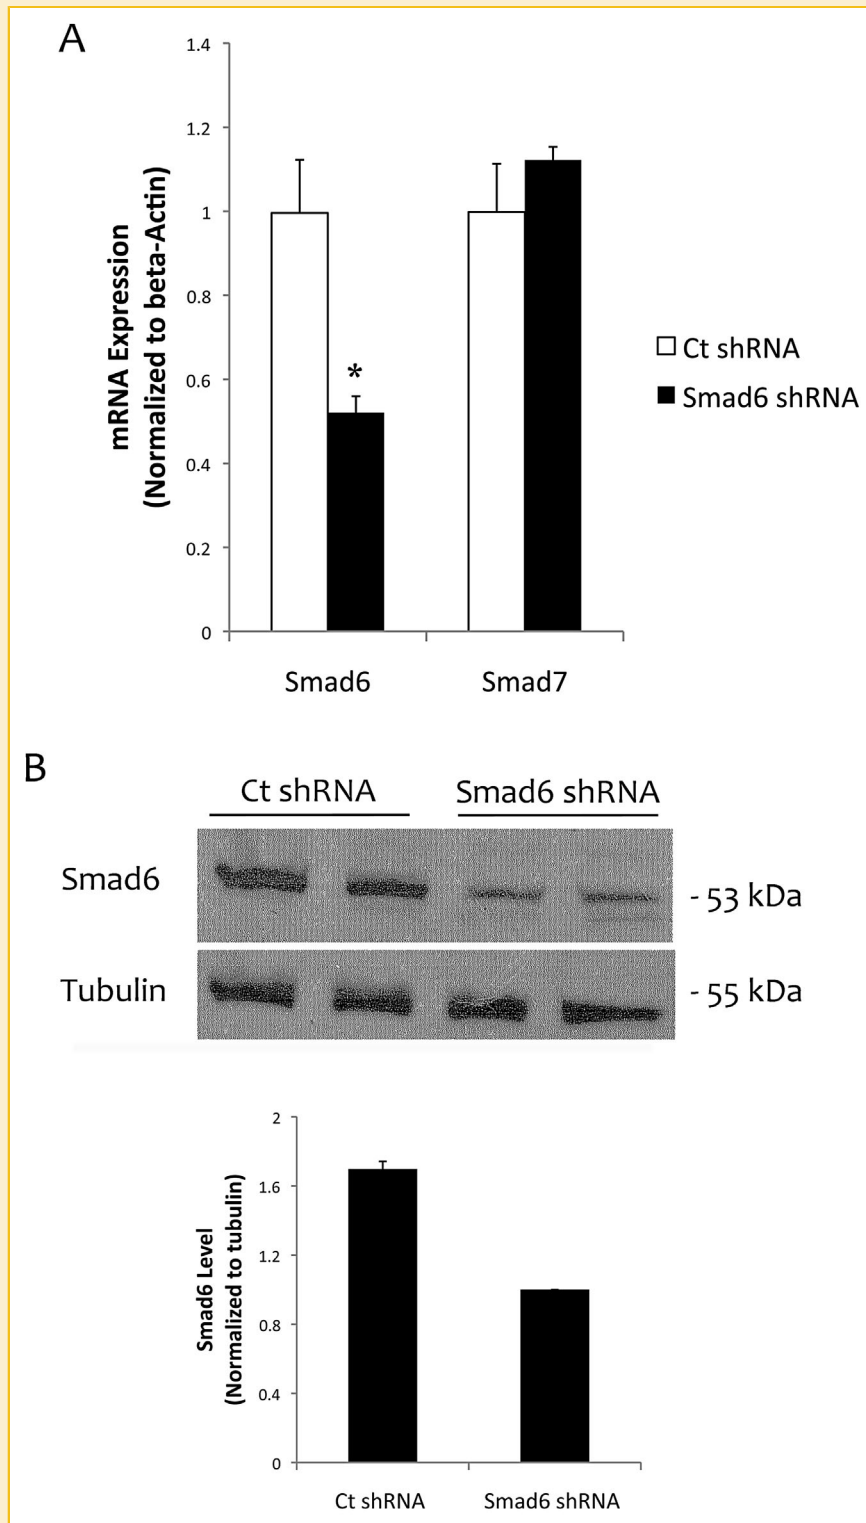 A
1.4
1.2
1
0.8
0.6
0.4
0.2
0
mRNA Expression
(Normalized to beta-Actin)
*
Smad6
Smad7
Ct shRNA
Smad6 shRNA
B
Ct shRNA
Smad6 shRNA
Smad6
- 53 kDa
Tubulin
- 55 kDa
2
1.6
1.2
0.8
0.4
0
Smad6 Level
(Normalized to tubulin)
Ct shRNA
Smad6 shRNA